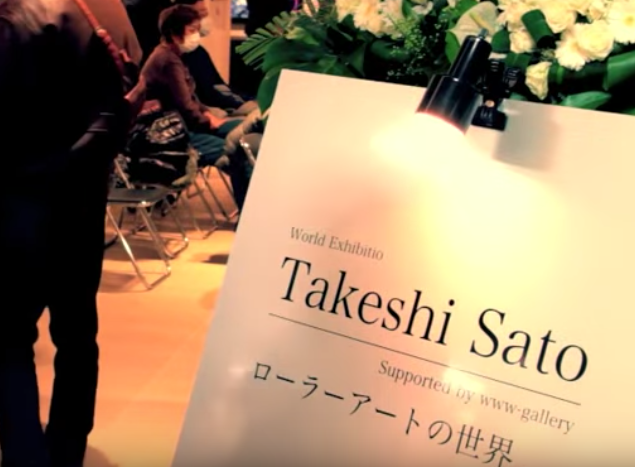 World Exhibitio
Takeshi Sato
Supported by www-gallery
ローラーアートの世界